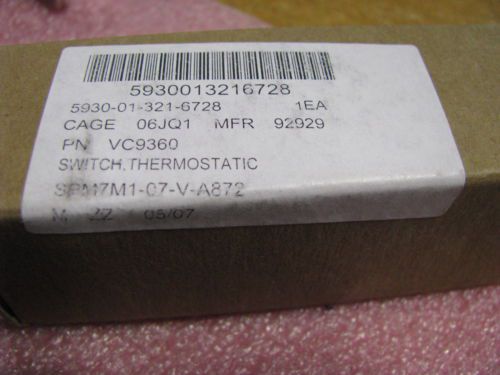 5930013216728
5930-01-321-6728 1EA
CAGE 06JQ1 MFR 92929
PN VC9360
SWITCH,THERMOSTATIC
SPM7M1-07-V-A872
M ZZ 05/07